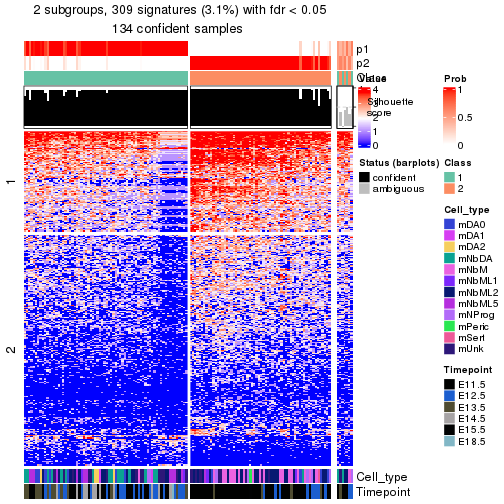 2 subgroups, 309 signatures (3.1%) with fdr < 0.05
134 confident samples
p1
p2
Class
Value
4
2
0
Silhouette
score
Prob
1
0.5
0
Status (barplots)
confident
ambiguous
Class
1
2
Cell_type
mDA0
mDA1
mDA2
mNbDA
mNbM
mNbML1
mNbML2
mNbML5
mNProg
mPeric
mSert
mUnk
Timepoint
E11.5
E12.5
E13.5
E14.5
E15.5
E18.5
1
2
Cell_type
Timepoint